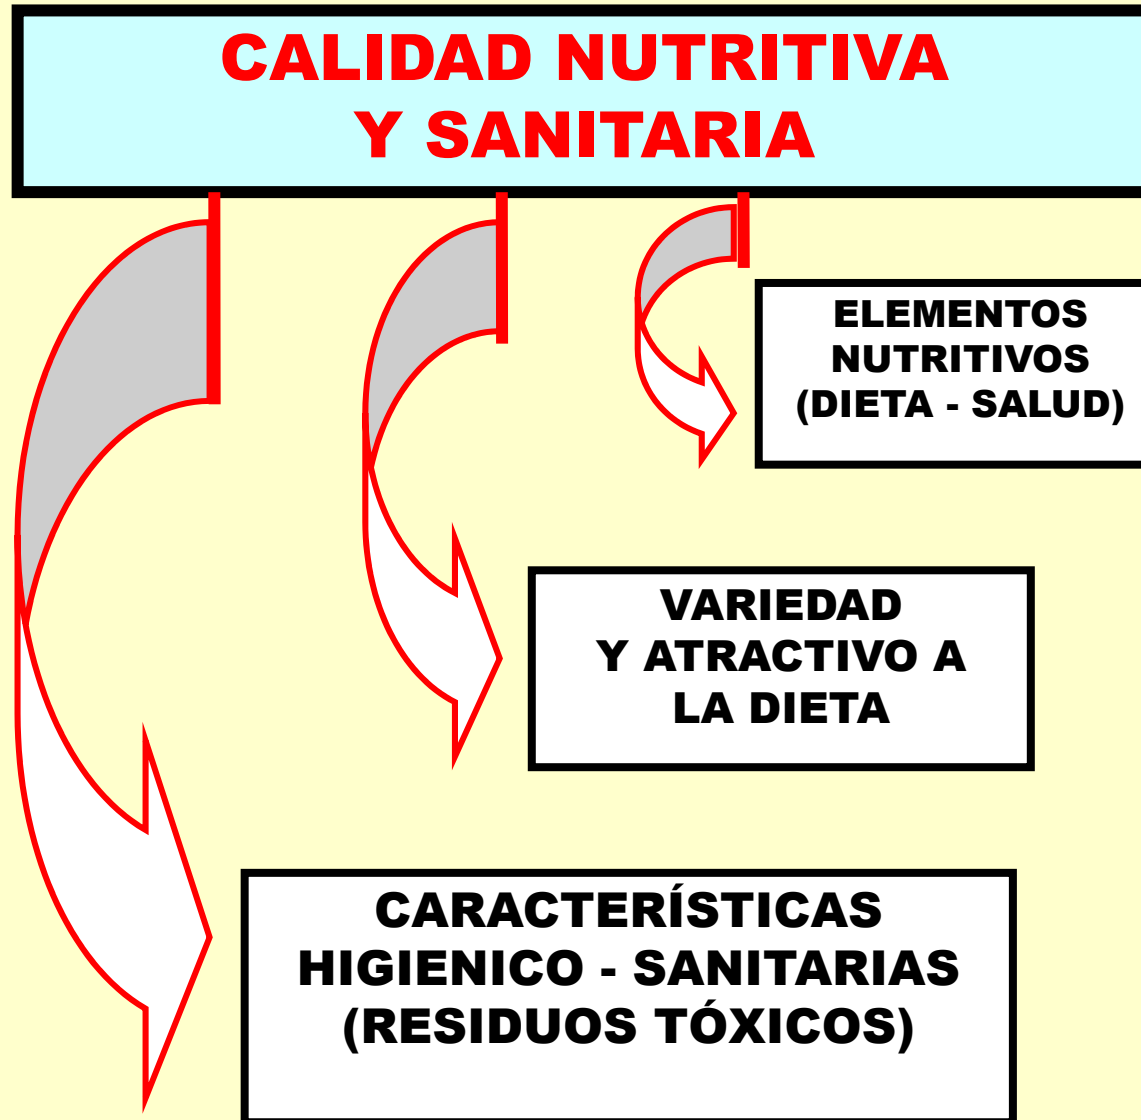 CALIDAD NUTRITIVA
Y SANITARIA
ELEMENTOS
NUTRITIVOS
(DIETA - SALUD)
VARIEDAD
Y ATRACTIVO A
LA DIETA
CARACTERÍSTICAS
HIGIENICO - SANITARIAS
(RESIDUOS TÓXICOS)